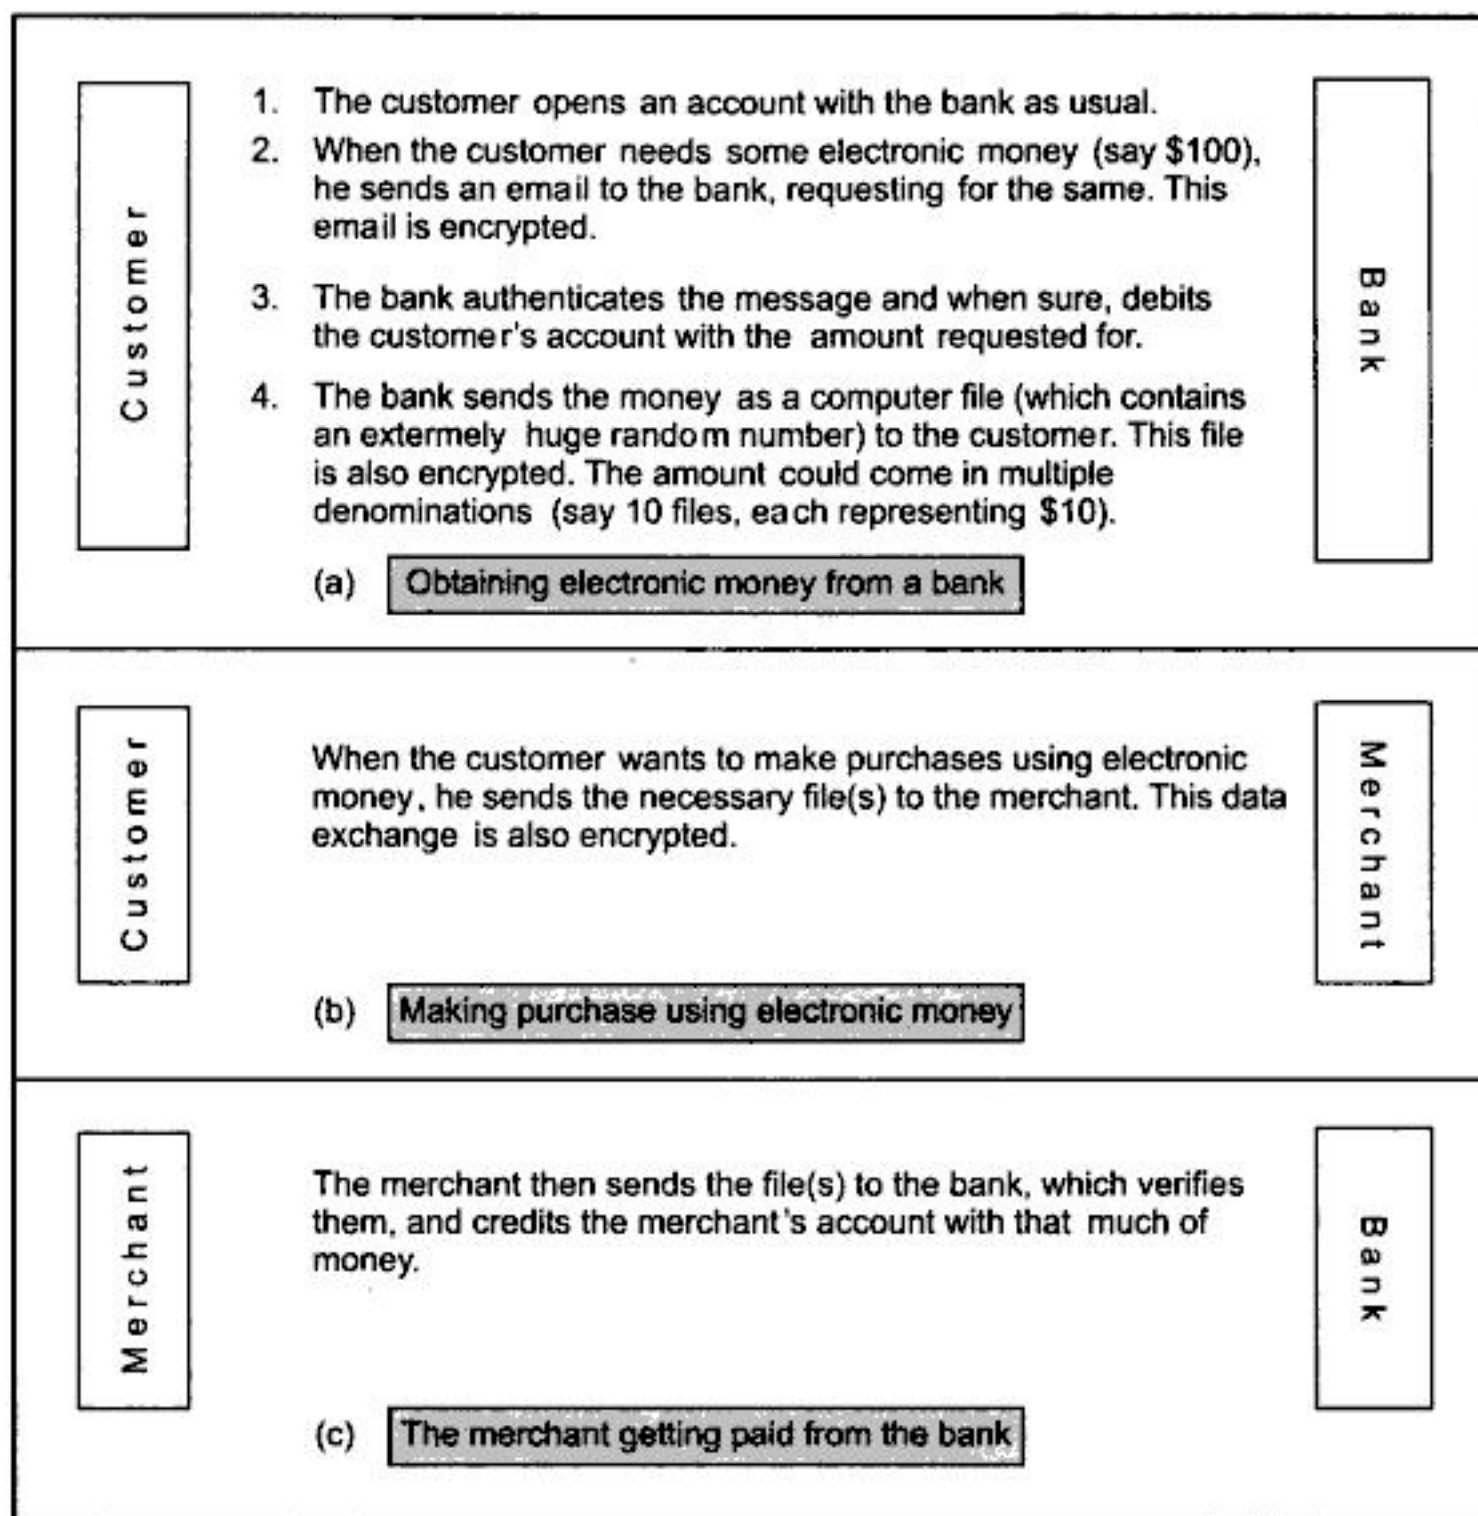 Customer
1. The customer opens an account with the bank as usual.
2. When the customer needs some electronic money (say $100),
he sends an email to the bank, requesting for the same. This
email is encrypted.
3. The bank authenticates the message and when sure, debits
the customer's account with the amount requested for.
4. The bank sends the money as a computer file (which contains
an extermely huge random number) to the customer. This file
is also encrypted. The amount could come in multiple
denominations (say 10 files, each representing $10).
Bank
(a) Obtaining electronic money from a bank
Customer
When the customer wants to make purchases using electronic
money, he sends the necessary file(s) to the merchant. This data
exchange is also encrypted.
Merchant
(b) Making purchase using electronic money
Merchant
The merchant then sends the file(s) to the bank, which verifies
them, and credits the merchant's account with that much of
money.
Bank
(c) The merchant getting paid from the bank